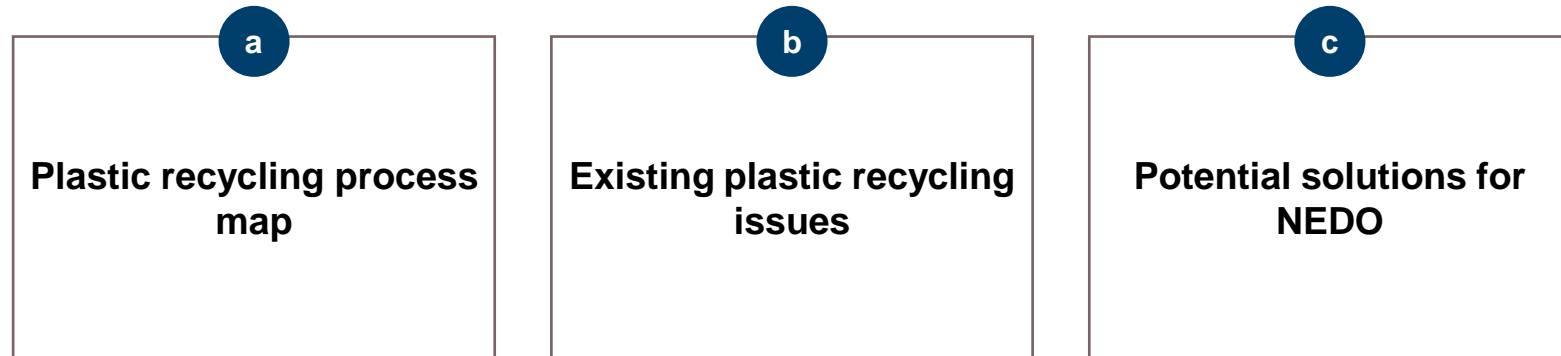 a
Plastic recycling process
map
b
Existing plastic recycling
issues
c
Potential solutions for
NEDO